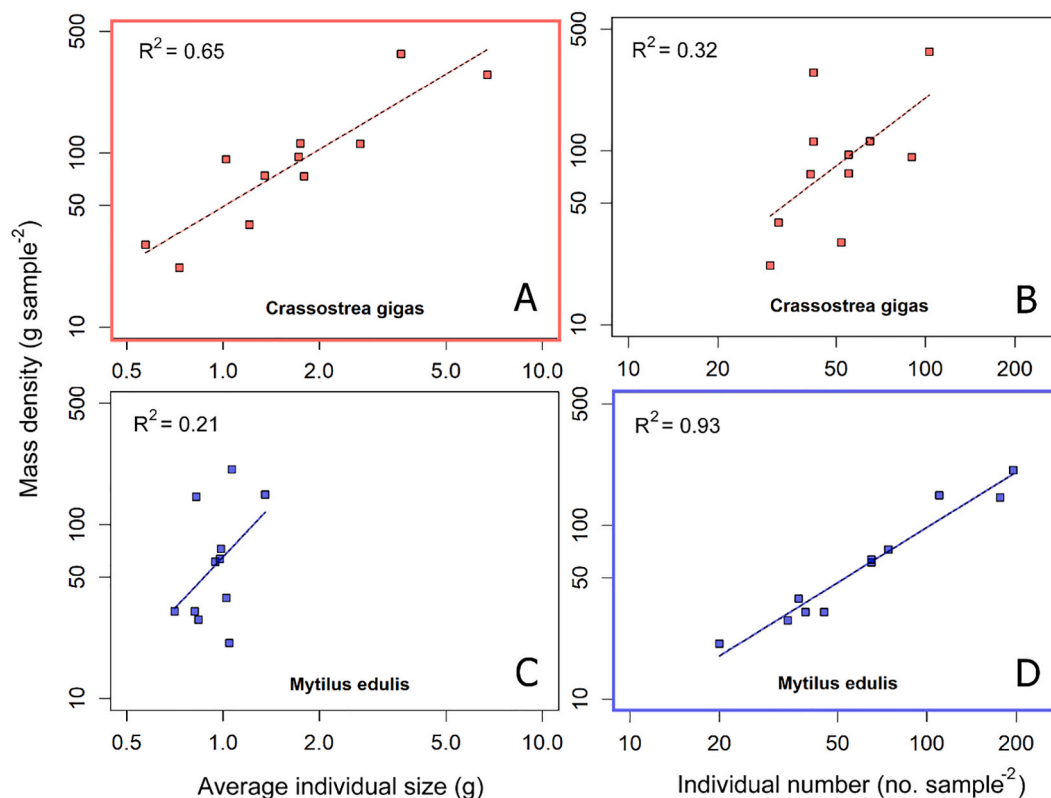 Mass density (g sample⁻²)
500
100
50
10
R² = 0.65
Crassostrea gigas
A
0.5 1.0 2.0 5.0 10.0
500
100
50
10
R² = 0.32
Crassostrea gigas
B
10 20 50 100 200
500
100
50
10
R² = 0.21
Mytilus edulis
C
0.5 1.0 2.0 5.0 10.0
Average individual size (g)
500
100
50
10
R² = 0.93
Mytilus edulis
D
10 20 50 100 200
Individual number (no. sample⁻²)